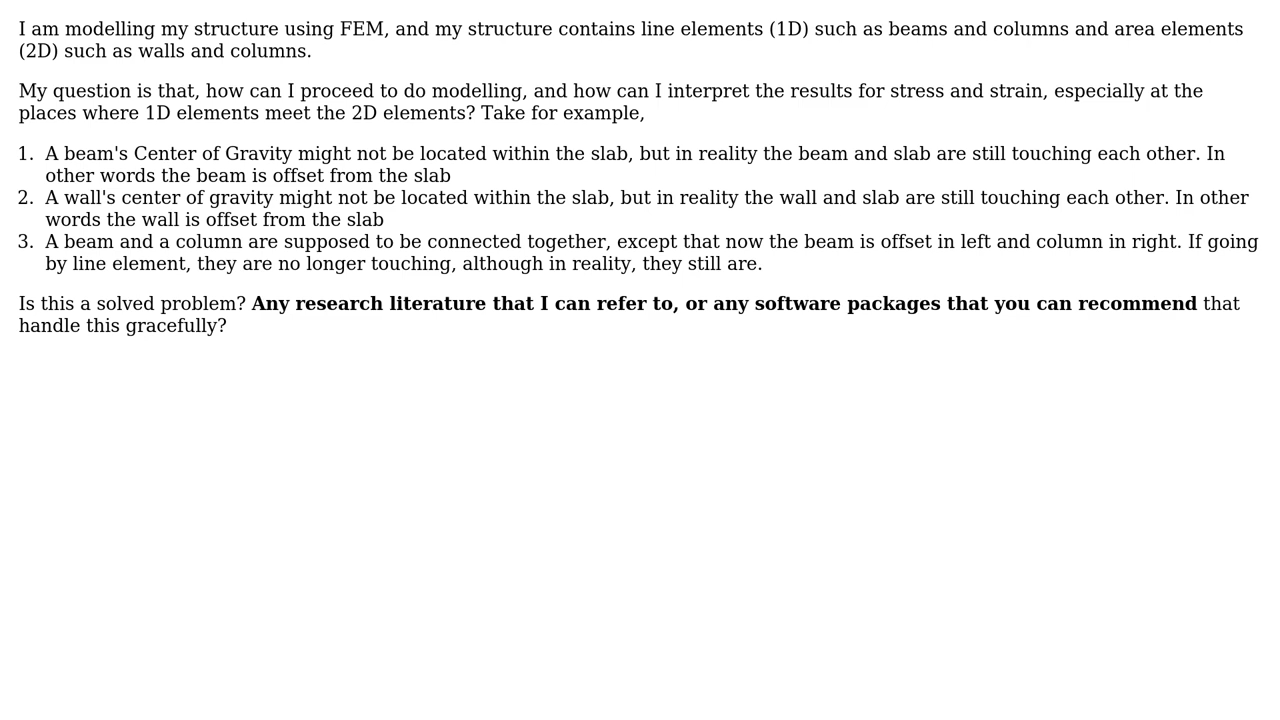 I am modelling my structure using FEM, and my structure contains line elements (1D) such as beams and columns and area elements
(2D) such as walls and columns.
My question is that, how can I proceed to do modelling, and how can I interpret the results for stress and strain, especially at the
places where 1D elements meet the 2D elements? Take for example,
1. A beam's Center of Gravity might not be located within the slab, but in reality the beam and slab are still touching each other. In
other words the beam is offset from the slab
2. A wall's center of gravity might not be located within the slab, but in reality the wall and slab are still touching each other. In other
words the wall is offset from the slab
3. A beam and a column are supposed to be connected together, except that now the beam is offset in left and column in right. If going
by line element, they are no longer touching, although in reality, they still are.
Is this a solved problem? Any research literature that I can refer to, or any software packages that you can recommend that
handle this gracefully?